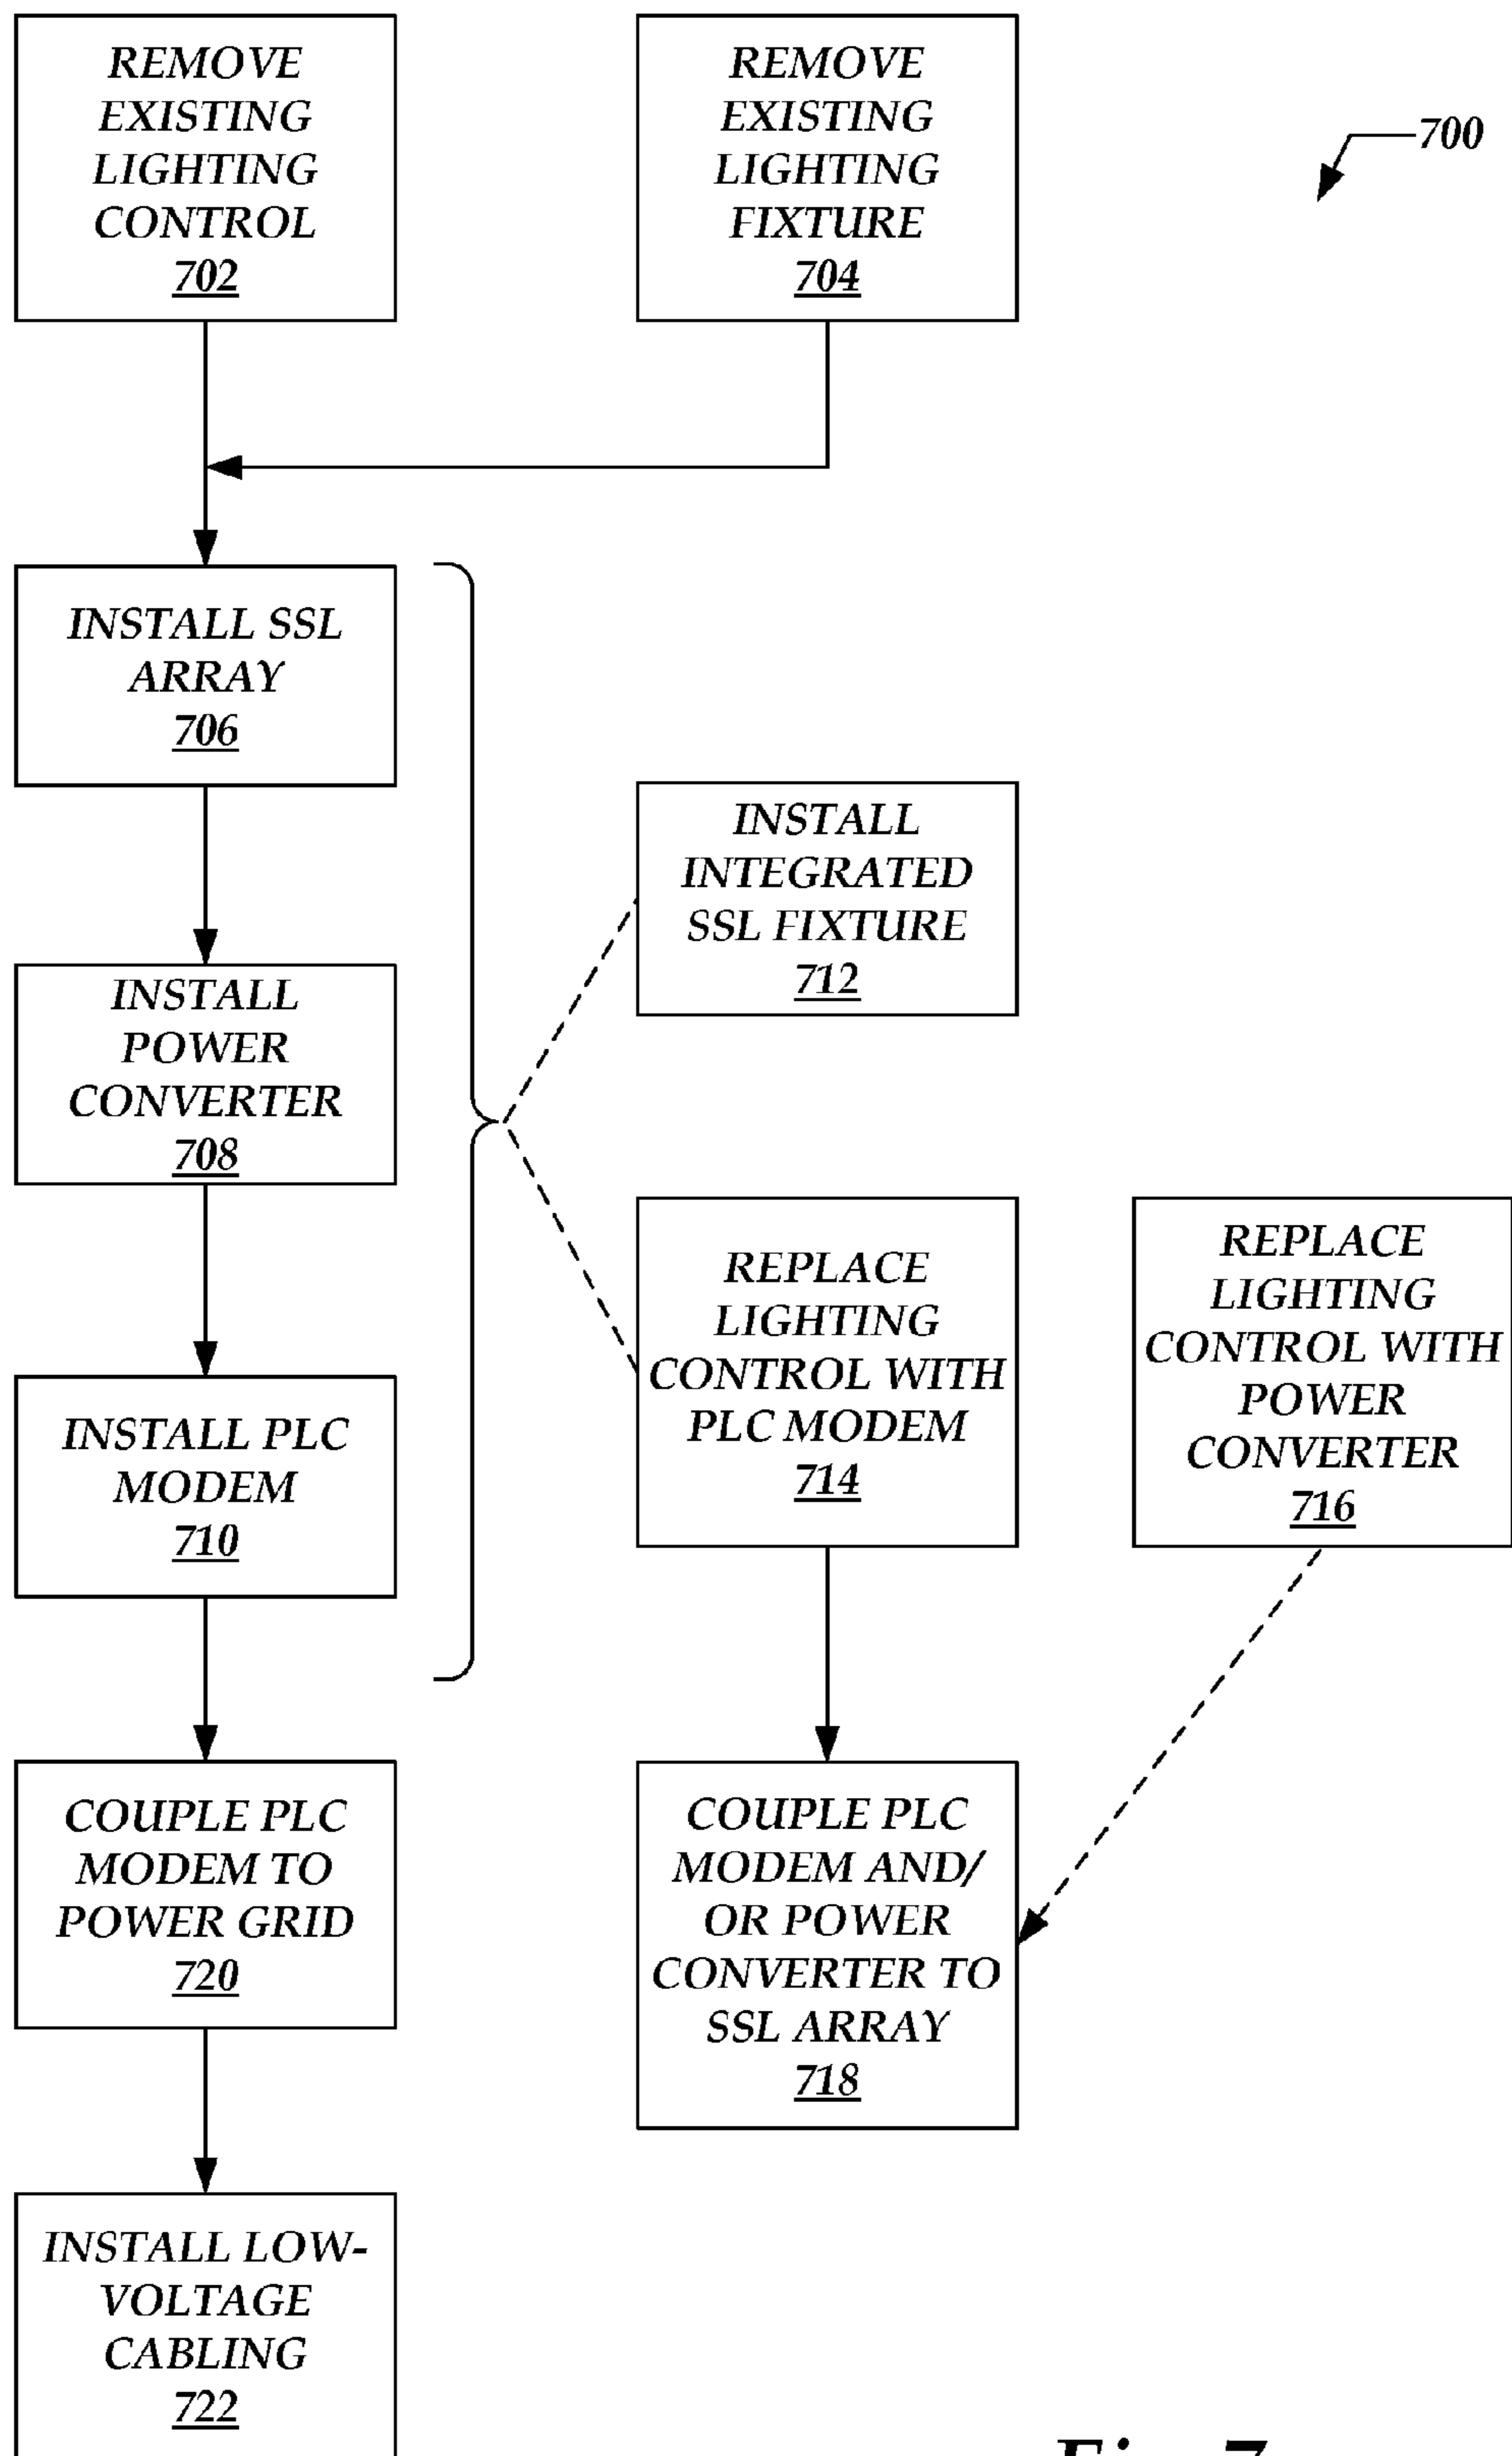 REMOVE
EXISTING
LIGHTING
CONTROL
702
REMOVE
EXISTING
LIGHTING
FIXTURE
704
700
INSTALL SSL
ARRAY
706
INSTALL
POWER
CONVERTER
708
INSTALL PLC
MODEM
710
INSTALL
INTEGRATED
SSL FIXTURE
712
REPLACE
LIGHTING
CONTROL WITH
PLC MODEM
714
REPLACE
LIGHTING
CONTROL WITH
POWER
CONVERTER
716
COUPLE PLC
MODEM TO
POWER GRID
720
COUPLE PLC
MODEM AND/
OR POWER
CONVERTER TO
SSL ARRAY
718
INSTALL LOW-
VOLTAGE
CABLING
722